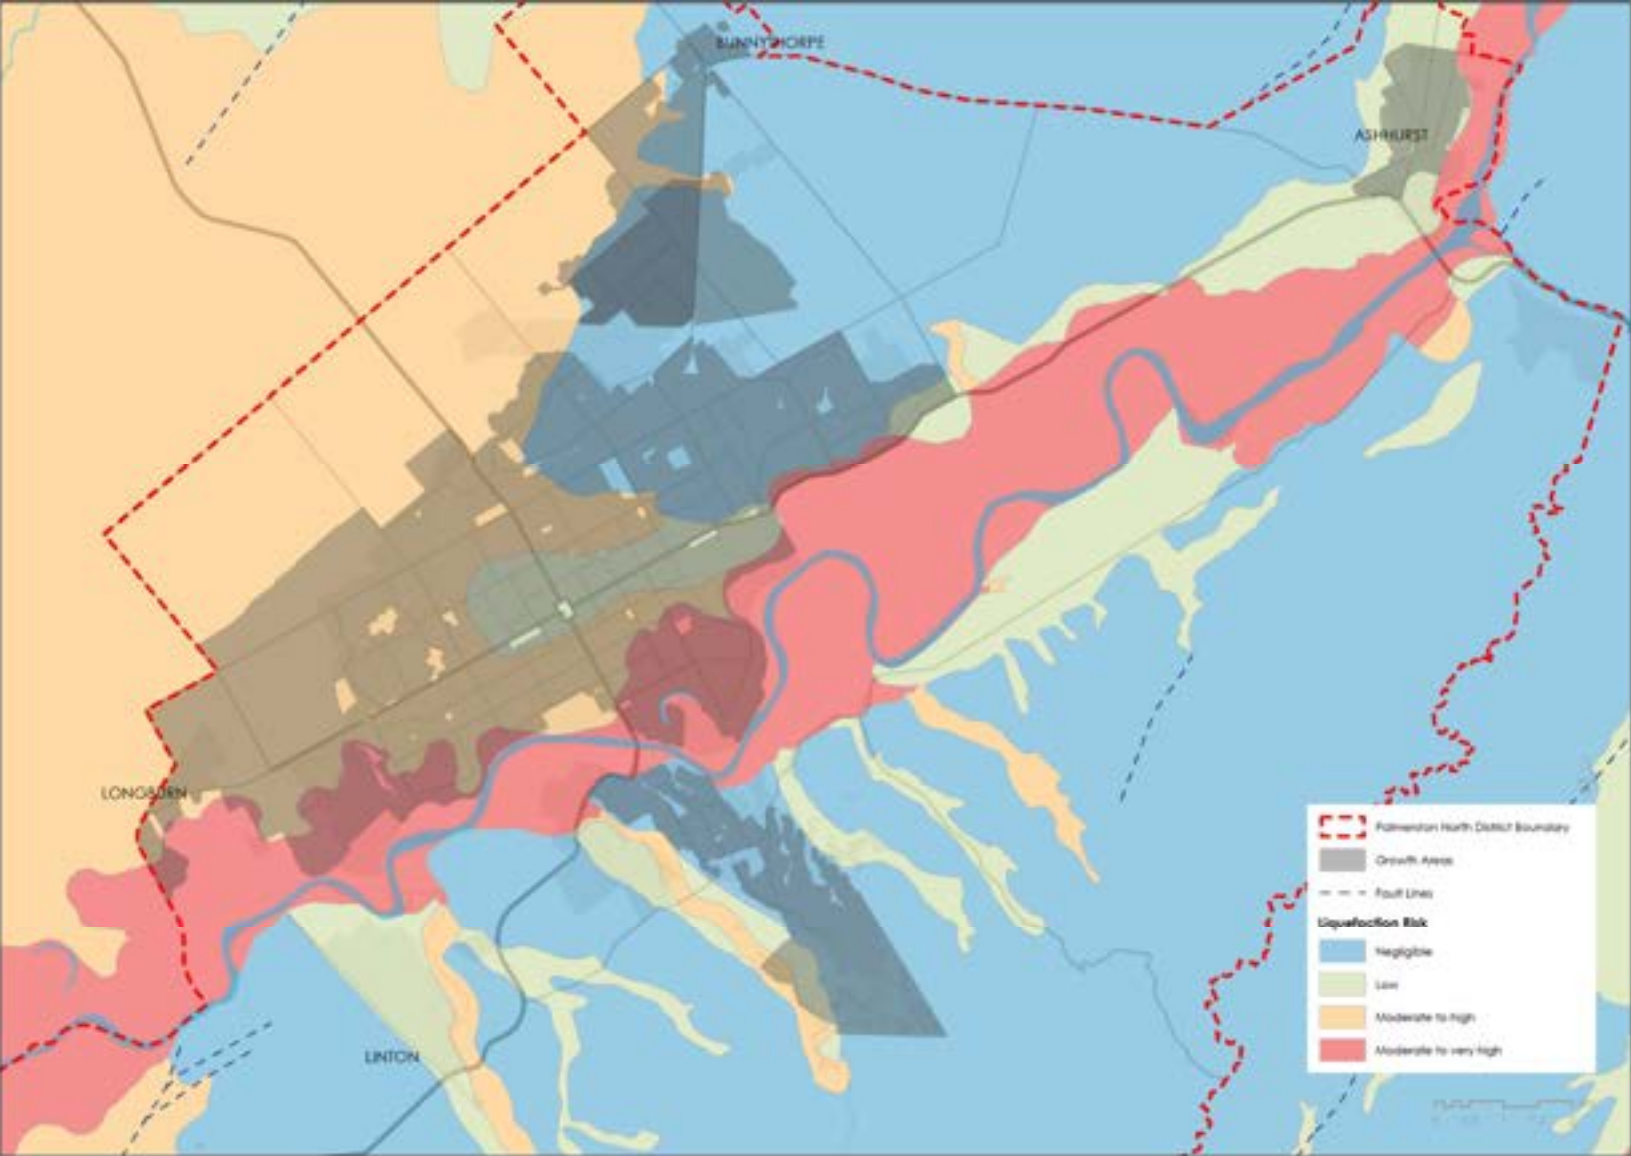 BUNNYTHORPE
ASHHURST
LONGBURN
LINTON
Palmerston North District Boundary
Growth Areas
Fault Lines
Liquefaction Risk
Negligible
Low
Moderate to high
Moderate to very high